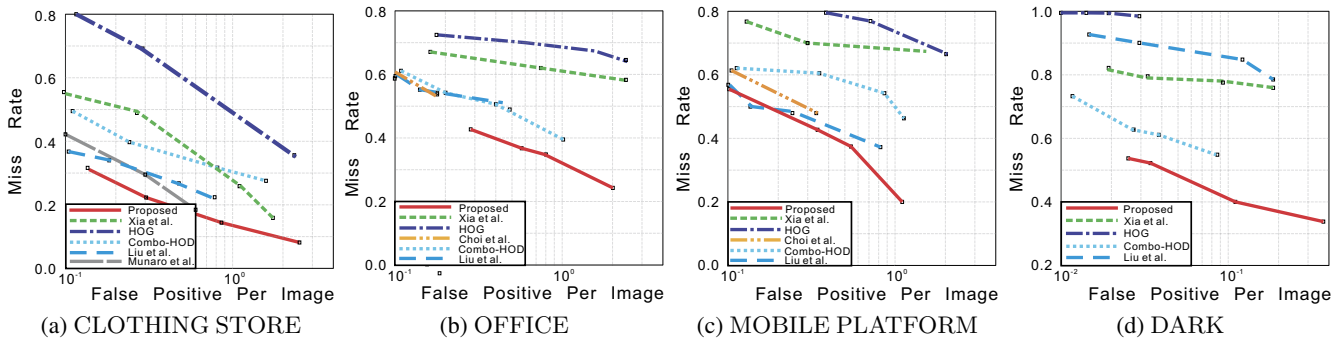 0.8
0.6
0.4
0.2
0.0
Miss Rate
10⁻¹
10⁰
False Positive Per Image
Proposed
Xia et al.
HOG
Combo-HOD
Liu et al.
Munaro et al.
(a) CLOTHING STORE
0.8
0.6
0.4
0.2
0.0
Miss Rate
10⁻¹
10⁰
False Positive Per Image
Proposed
Xia et al.
HOG
Choi et al.
Combo-HOD
Liu et al.
(b) OFFICE
0.8
0.6
0.4
0.2
0.0
Miss Rate
10⁻¹
10⁰
False Positive Per Image
Proposed
Xia et al.
HOG
Choi et al.
Combo-HOD
Liu et al.
(c) MOBILE PLATFORM
1.0
0.8
0.6
0.4
0.2
Miss Rate
10⁻²
10⁻¹
False Positive Per Image
Proposed
Xia et al.
HOG
Combo-HOD
Liu et al.
(d) DARK